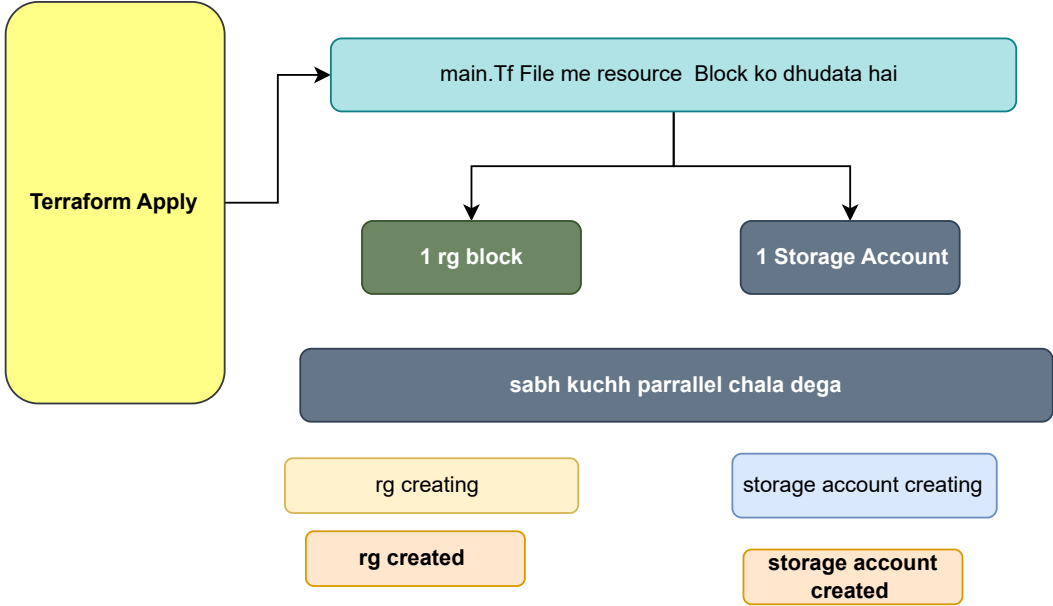 main.Tf File me resource  Block ko dhudata hai
Terraform Apply
1 rg block
1 Storage Account
sabh kuchh parrallel chala dega
rg creating
storage account creating
rg created
storage account
created